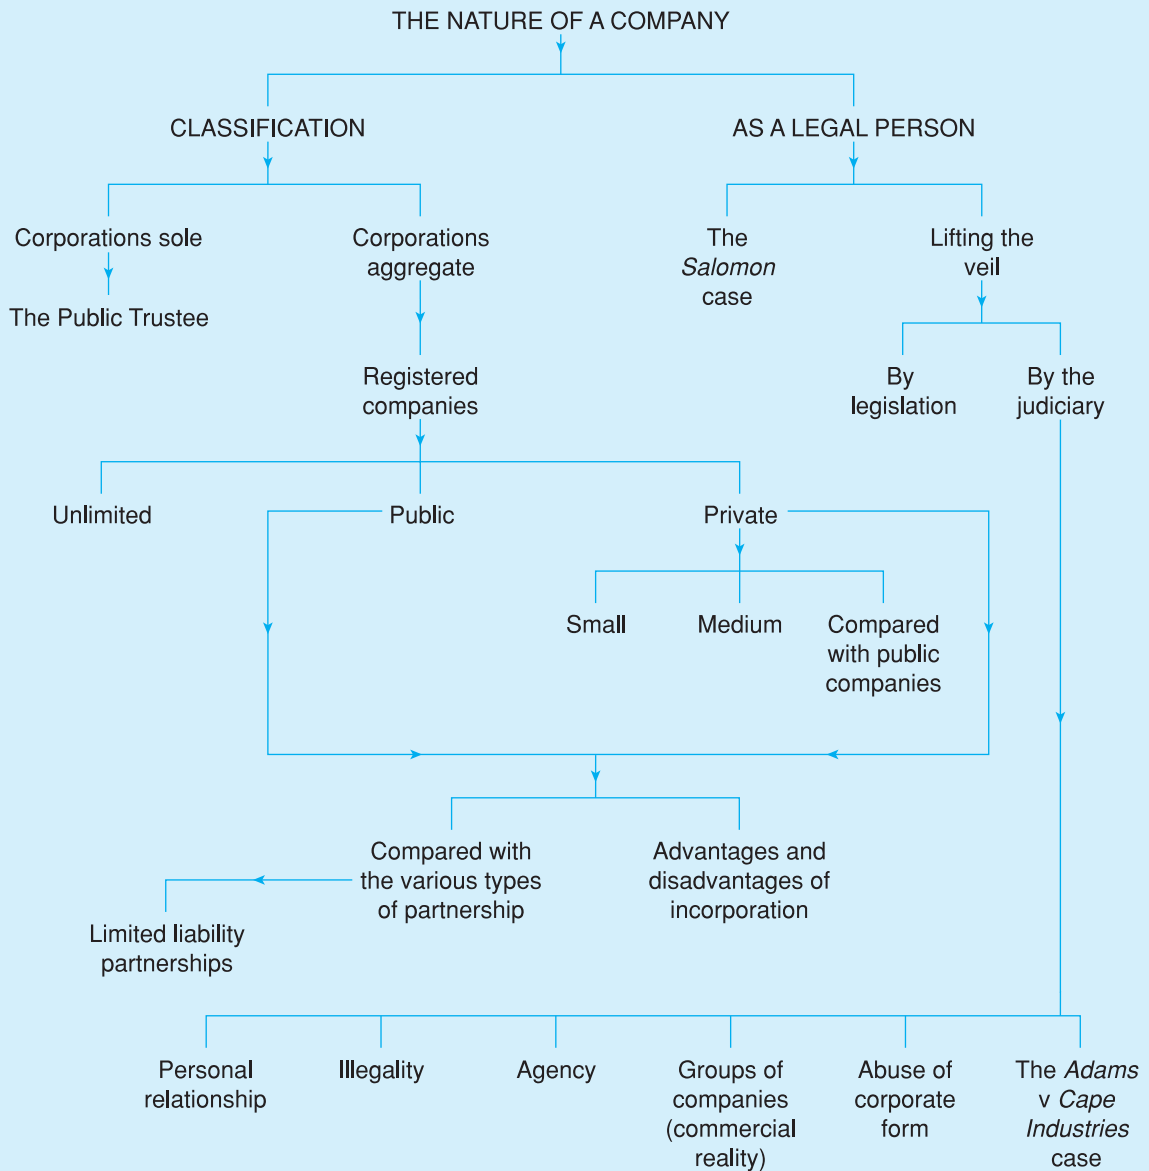 THE NATURE OF A COMPANY
CLASSIFICATION
AS A LEGAL PERSON
Corporations sole
Corporations
aggregate
The
Salomon
case
Lifting the
veil
The Public Trustee
Registered
companies
By
legislation
By the
judiciary
Unlimited
Public
Private
Small
Medium
Compared
with public
companies
Compared with
the various types
of partnership
Advantages and
disadvantages of
incorporation
Limited liability
partnerships
Personal
relationship
Illegality
Agency
Groups of
companies
(commercial
reality)
Abuse of
corporate
form
The Adams
v Cape
Industries
case